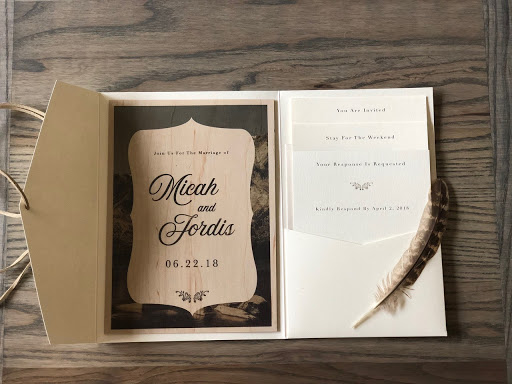 Join Us For The Marriage of
Micah
and
Jordis
06.22.18
You Are Invited
Stay For The Weekend
Your Response Is Requested
Kindly Respond By April 2, 2018